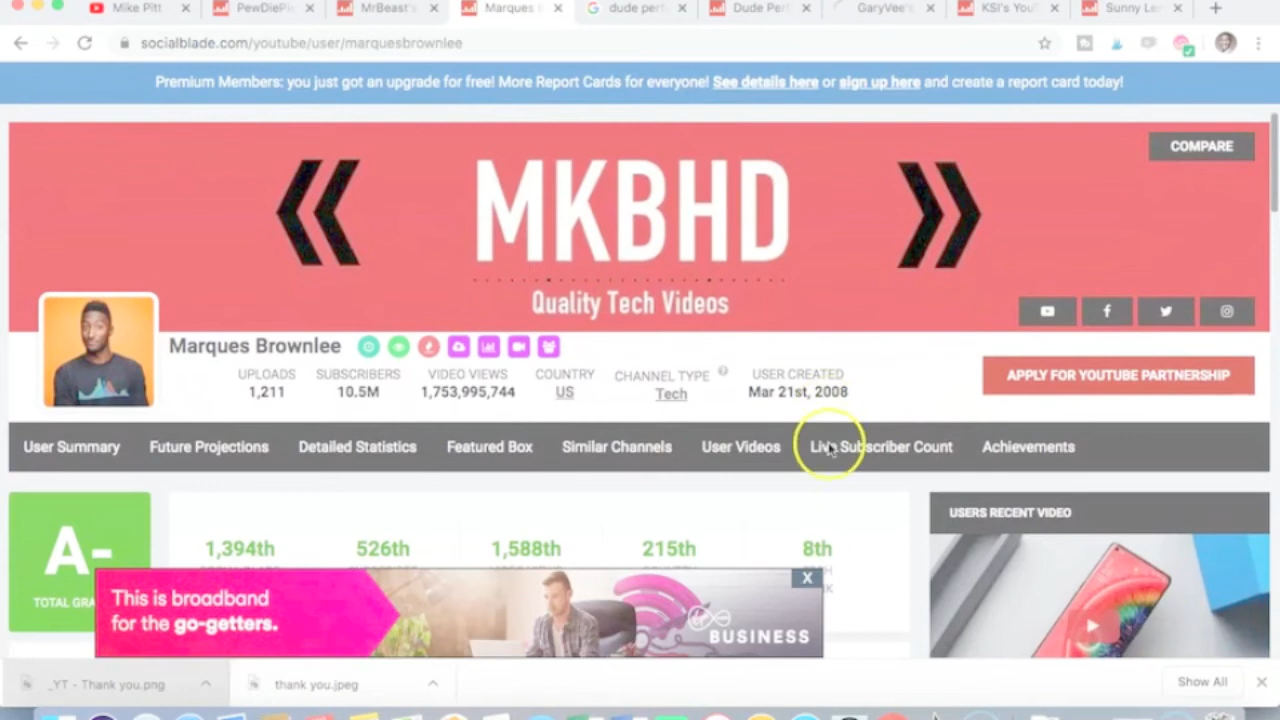 Mike Pitt
PewDiePie
MrBeast's
Marques B
dude perf
Dude Perf
GaryVee's
KSI's YouT
Sunny Le
socialblade.com/youtube/user/marquesbrownlee
Premium Members: you just got an upgrade for free! More Report Cards for everyone! See details here or sign up here and create a report card today!
COMPARE
MKBHD
Quality Tech Videos
Marques Brownlee
UPLOADS SUBSCRIBERS VIDEO VIEWS COUNTRY CHANNEL TYPE USER CREATED
1,211 10.5M 1,753,995,744 US Tech Mar 21st, 2008
APPLY FOR YOUTUBE PARTNERSHIP
User Summary Future Projections Detailed Statistics Featured Box Similar Channels User Videos Live Subscriber Count Achievements
A-
TOTAL GRA
1,394th 526th 1,588th 215th 8th
USERS RECENT VIDEO
This is broadband
for the go-getters.
X
BUSINESS
_YT - Thank you.png
thank you.jpeg
Show All